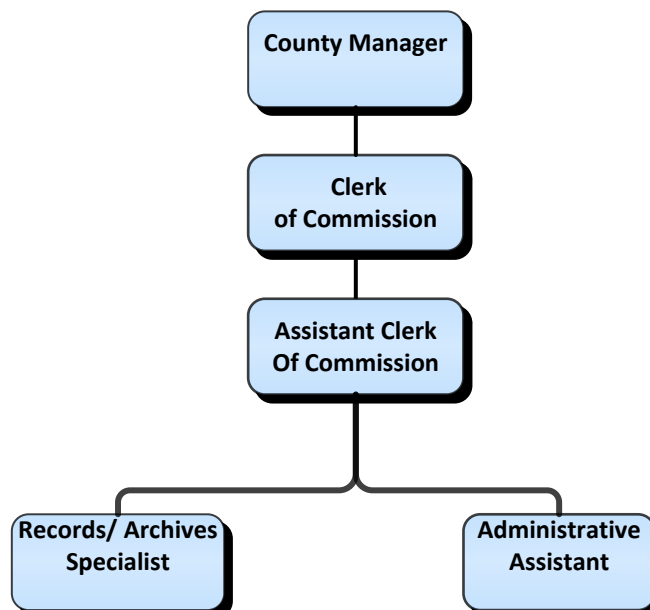 County Manager
Clerk
of Commission
Assistant Clerk
Of Commission
Records/ Archives
Specialist
Administrative
Assistant